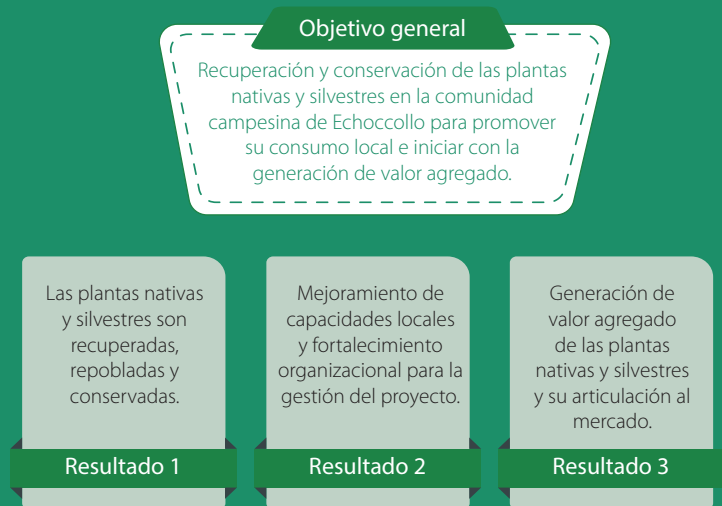 Objetivo general
Recuperación y conservación de las plantas
nativas y silvestres en la comunidad
campesina de Echoccollo para promover
su consumo local e iniciar con la
generación de valor agregado.
Las plantas nativas
y silvestres son
recuperadas,
repobladas y
conservadas.
Resultado 1
Mejoramiento de
capacidades locales
y fortalecimiento
organizacional para la
gestión del proyecto.
Resultado 2
Generación de
valor agregado
de las plantas
nativas y silvestres
y su articulación al
mercado.
Resultado 3